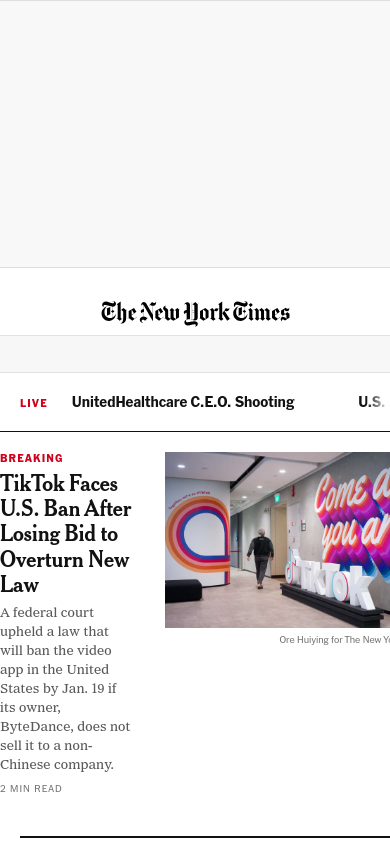 The New York Times
LIVE
UnitedHealthcare C.E.O. Shooting
U.S.
BREAKING
TikTok Faces
U.S. Ban After
Losing Bid to
Overturn New
Law
A federal court
upheld a law that
will ban the video
app in the United
States by Jan. 19 if
its owner,
ByteDance, does not
sell it to a non-
Chinese company.
2 MIN READ
Come a
you ar
tiktok
Ore Huiying for The New Yo